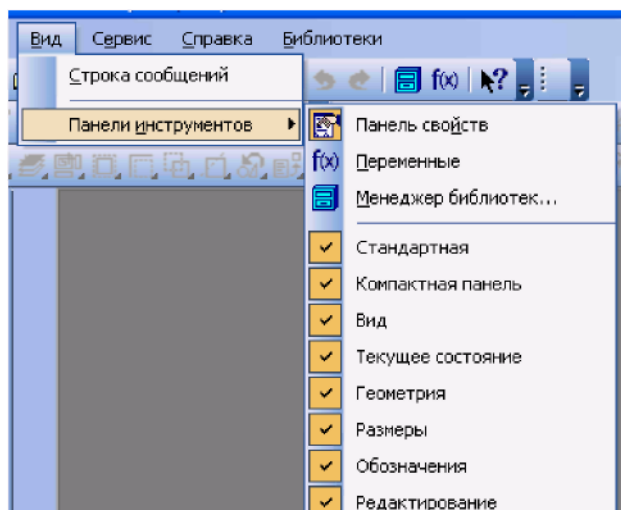 Вид Сервис Справка Библиотеки
Строка сообщений
f(x) ?
Панели инструментов
Панель свойств
f(x) Переменные
Менеджер библиотек...
Стандартная
Компактная панель
Вид
Текущее состояние
Геометрия
Размеры
Обозначения
Редактирование